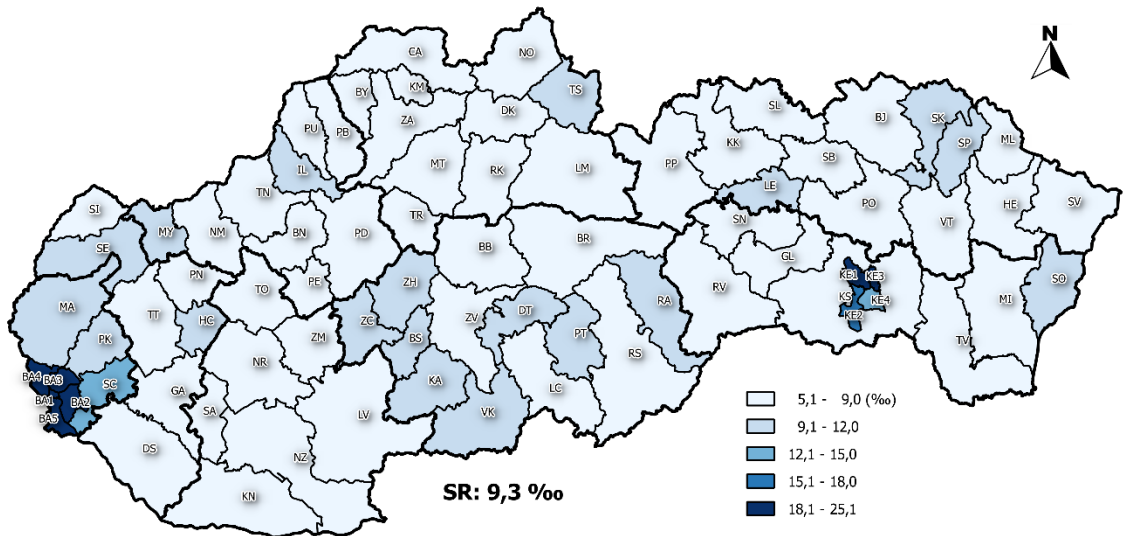 N
CA
NO
BY
KM
TS
PU
PB
ZA
DK
SL
BJ
SK
SP
ML
IL
MT
RK
LM
PP
KK
SB
TN
LE
SI
MY
NM
BN
PD
TR
PO
VT
HE
SV
SE
SN
BB
BR
GL
PN
PE
ZH
TO
RV
KE1
KE3
SO
MA
TT
HC
ZC
DT
RA
KS
KE4
MI
PK
ZM
BS
ZV
PT
KE2
NR
RS
TV
BA4
BA3
SC
GA
KA
LC
BA1
BA2
SA
LV
VK
BA5
DS
NZ
KN
SR: 9,3 ‰
5,1 - 9,0 (‰)
9,1 - 12,0
12,1 - 15,0
15,1 - 18,0
18,1 - 25,1